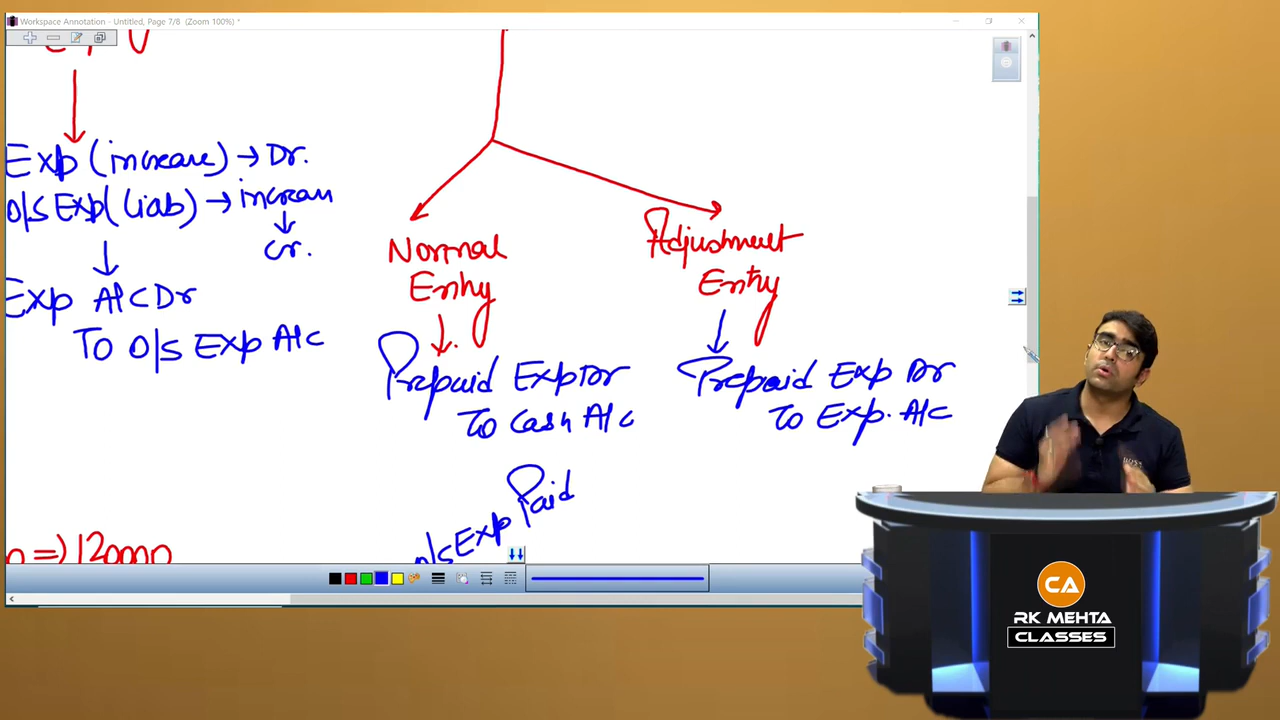 Workspace Annotation - Untitled, Page 7/8 (Zoom 100%) *
Exp (increase) → Dr.
O/S Exp (liab) → increase
↓
Cr.
Exp A/C Dr
To O/S Exp A/C
Normal
Entry
Prepaid Exp Dr
To Cash A/C
Adjustment
Entry
Prepaid Exp Dr
To Exp. A/C
O/S Exp Paid
=> 12000
BOSS
CA
RK MEHTA
CLASSES